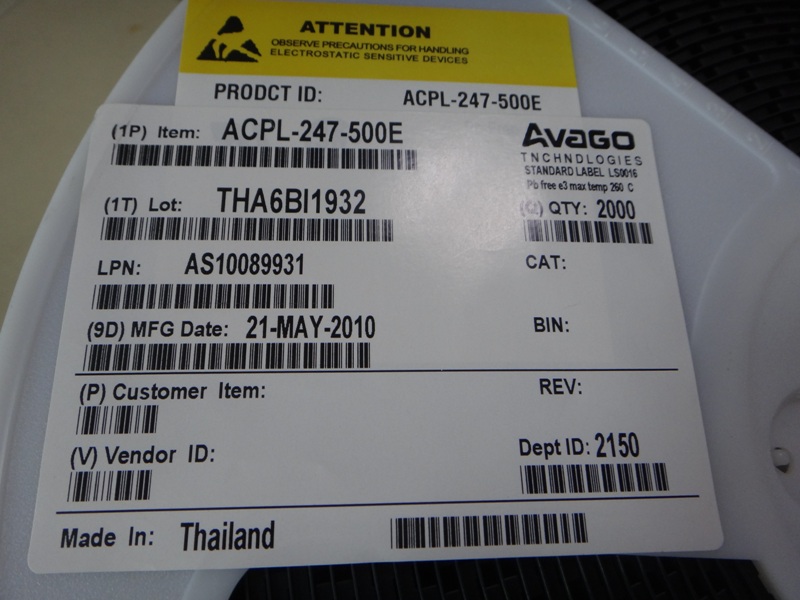 ATTENTION
OBSERVE PRECAUTIONS FOR HANDLING
ELECTROSTATIC SENSITIVE DEVICES
PRODCT ID: ACPL-247-500E
(1P) Item: ACPL-247-500E
AVAGO
TNCHNDLOGIES
STANDARD LABEL LS0016
Pb free e3 max temp 260 C
(1T) Lot: THA6BI1932
(Q) QTY: 2000
LPN: AS10089931
CAT:
(9D) MFG Date: 21-MAY-2010
BIN:
(P) Customer Item:
REV:
(V) Vendor ID:
Dept ID: 2150
Made In: Thailand